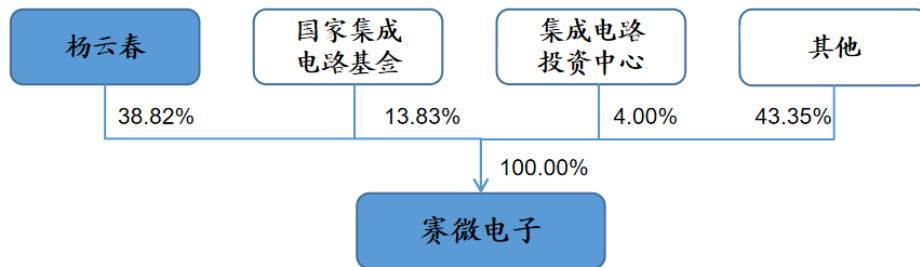 杨云春
国家集成
电路基金
集成电路
投资中心
其他
38.82%
13.83%
4.00%
43.35%
100.00%
赛微电子